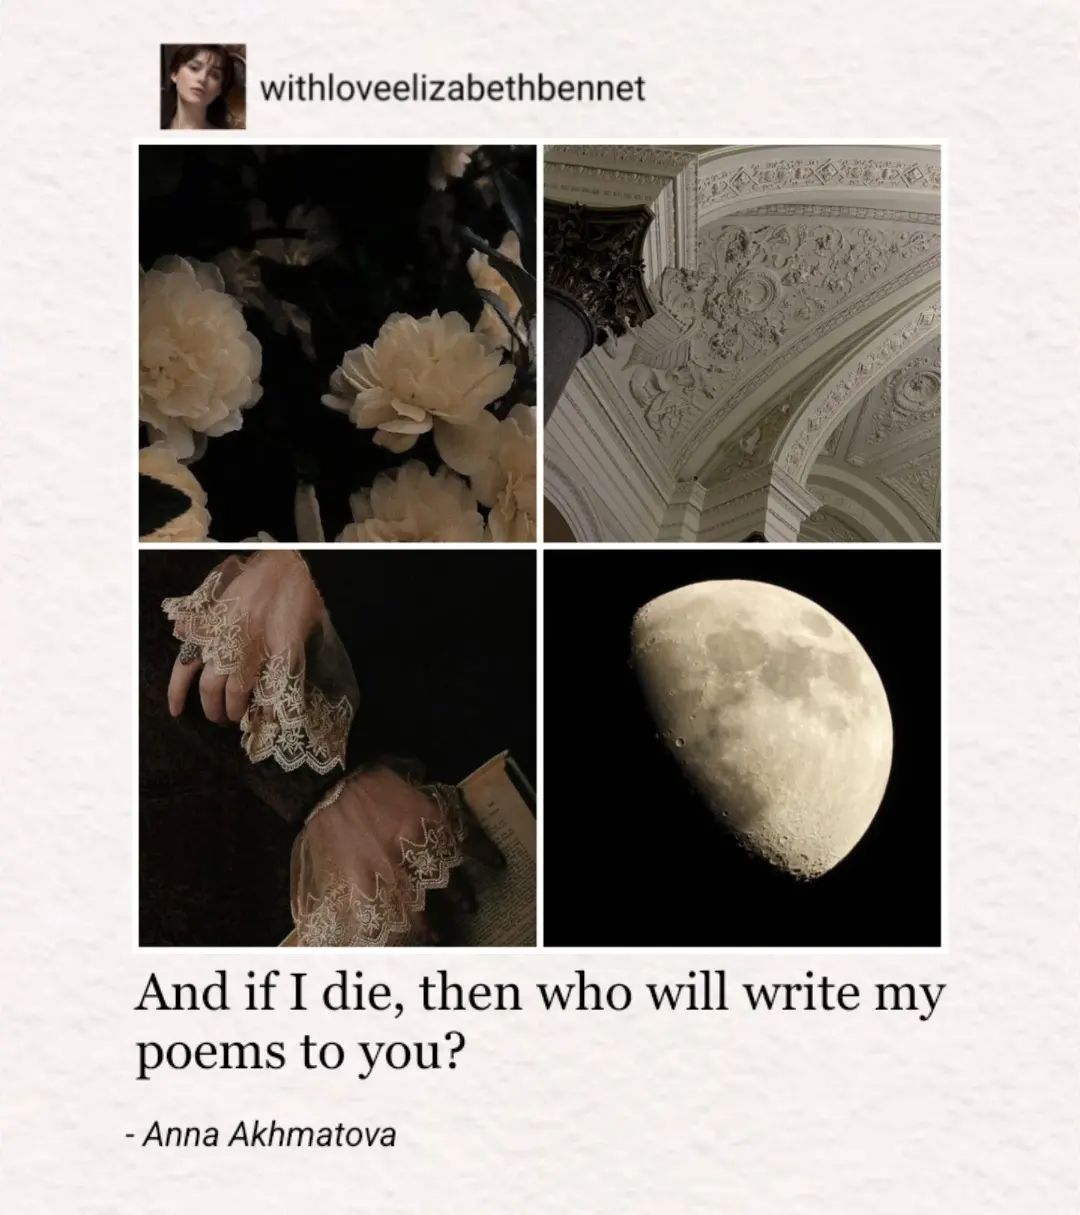 withloveelizabethbennet
And if I die, then who will write my
poems to you?
- Anna Akhmatova